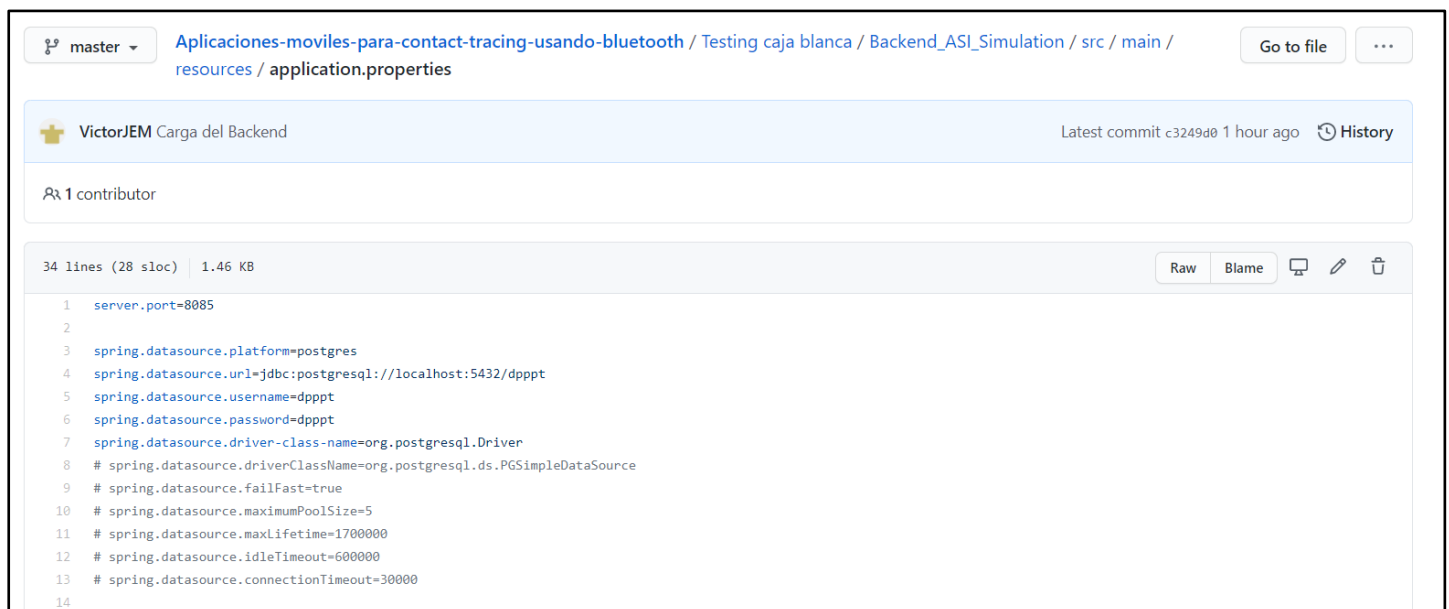 master Aplicaciones-moviles-para-contact-tracing-usando-bluetooth / Testing caja blanca / Backend_ASI_Simulation / src / main / Go to file ...
resources / application.properties
VictorJEM Carga del Backend Latest commit c3249d0 1 hour ago History
1 contributor
34 lines (28 sloc) 1.46 KB Raw Blame
1 server.port=8085
2
3 spring.datasource.platform=postgres
4 spring.datasource.url=jdbc:postgresql://localhost:5432/dpppt
5 spring.datasource.username=dpppt
6 spring.datasource.password=dpppt
7 spring.datasource.driver-class-name=org.postgresql.Driver
8 # spring.datasource.driverClassName=org.postgresql.ds.PGSimpleDataSource
9 # spring.datasource.failFast=true
10 # spring.datasource.maximumPoolSize=5
11 # spring.datasource.maxLifetime=1700000
12 # spring.datasource.idleTimeout=600000
13 # spring.datasource.connectionTimeout=30000
14